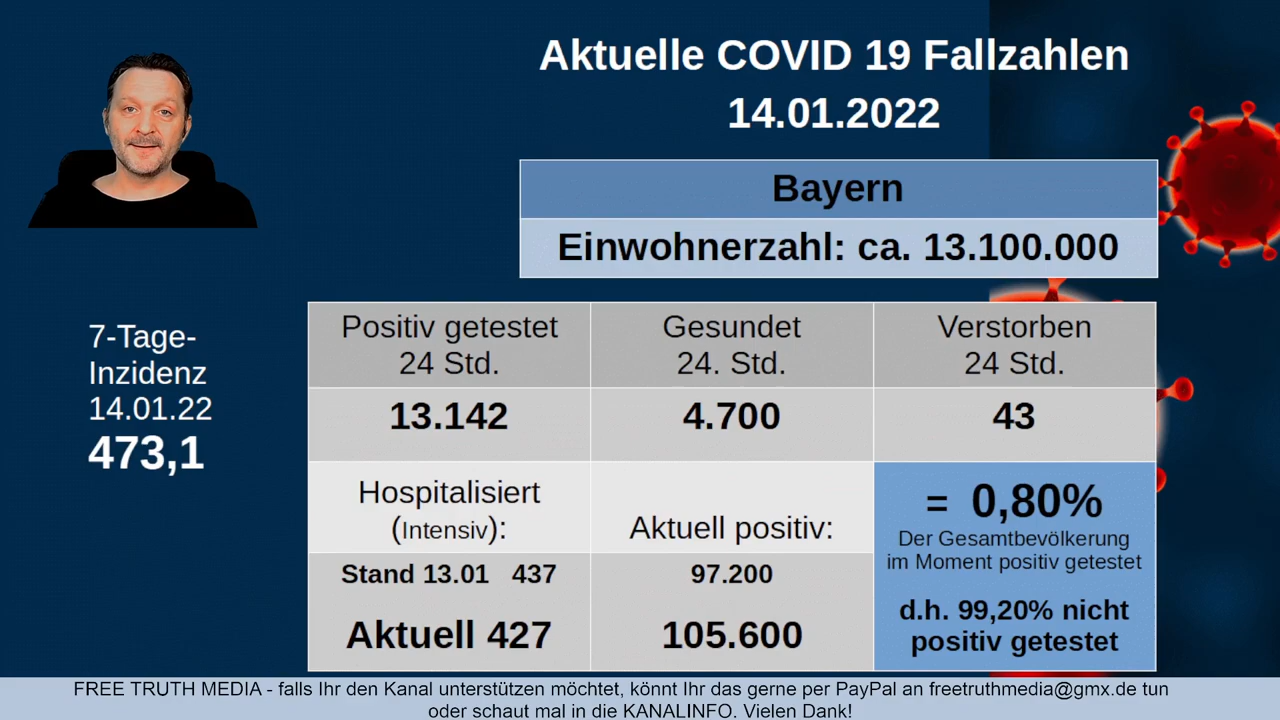 Aktuelle COVID 19 Fallzahlen
14.01.2022
Bayern
Einwohnerzahl: ca. 13.100.000
7-Tage-
Inzidenz
14.01.22
473,1
Positiv getestet
24 Std.
Gesundet
24. Std.
Verstorben
24 Std.
13.142
4.700
43
Hospitalisiert
(Intensiv):
Aktuell positiv:
Stand 13.01 437
97.200
Aktuell 427
105.600
= 0,80%
Der Gesamtbevölkerung
im Moment positiv getestet
d.h. 99,20% nicht
positiv getestet
FREE TRUTH MEDIA - falls Ihr den Kanal unterstützen möchtet, könnt Ihr das gerne per PayPal an freetruthmedia@gmx.de tun
oder schaut mal in die KANALINFO. Vielen Dank!